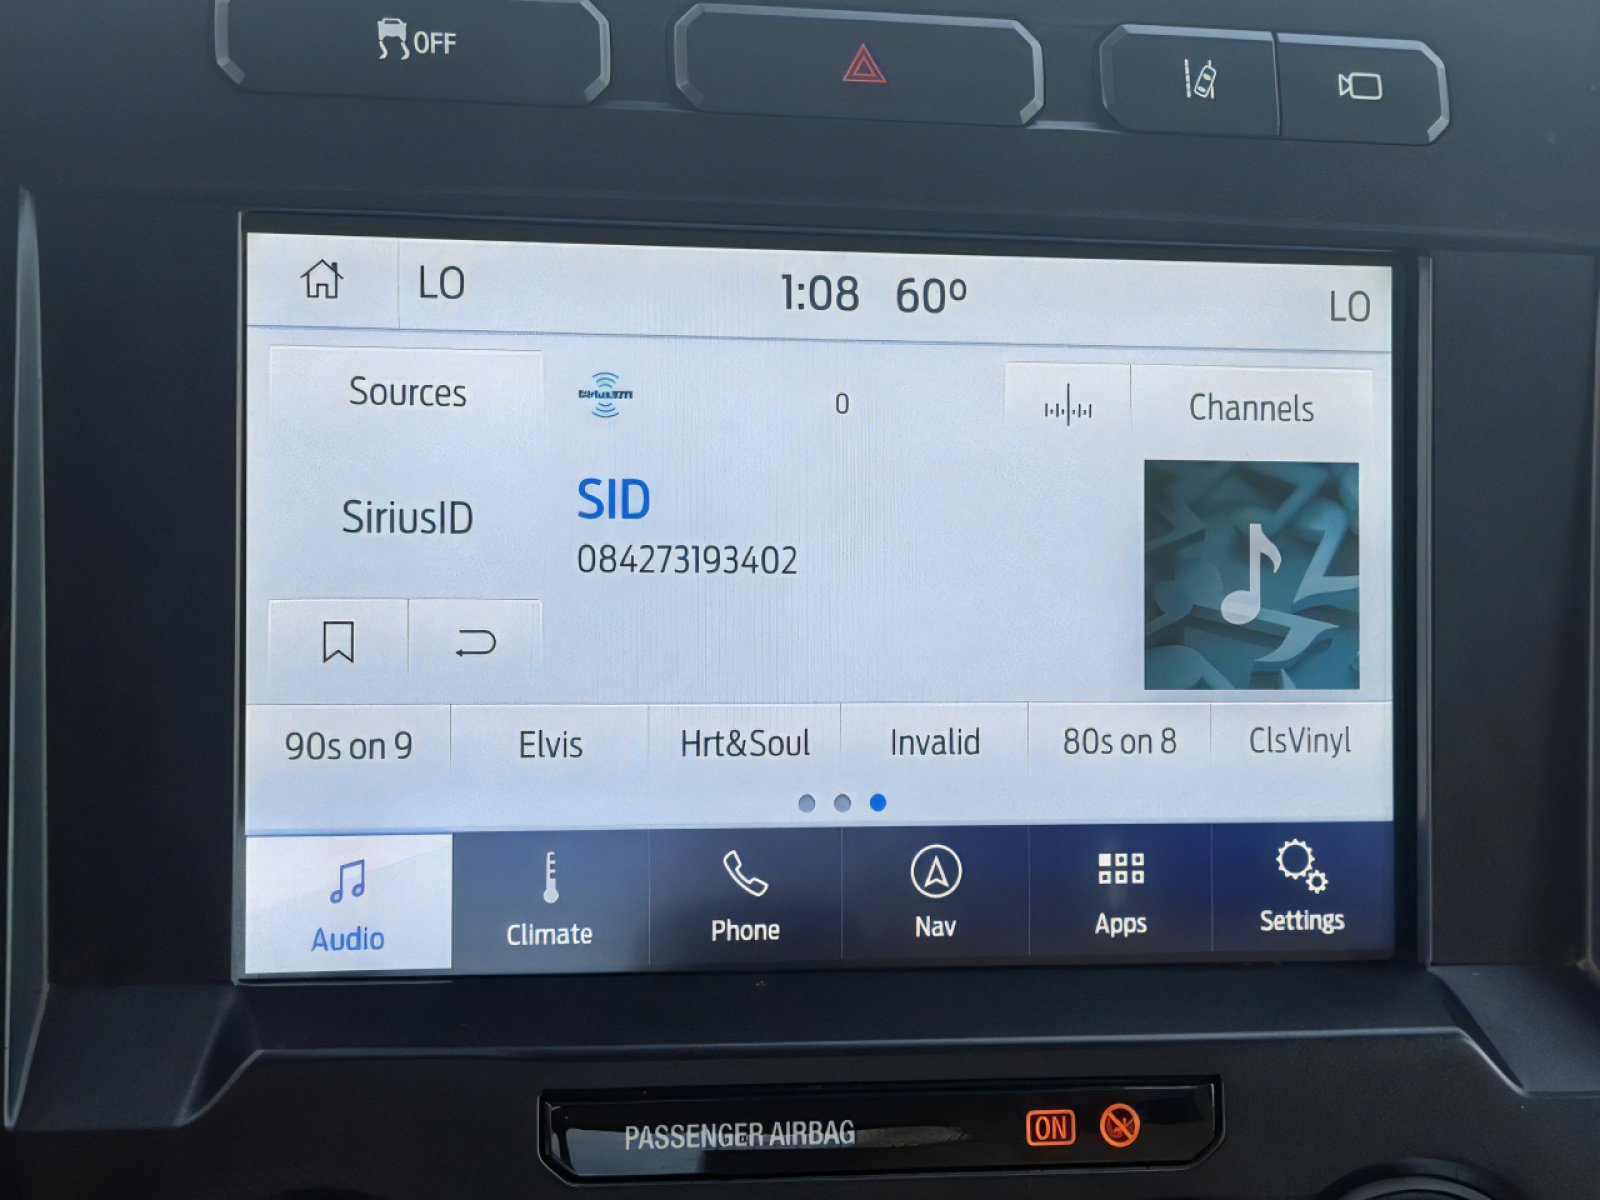 OFF
LO 1:08 60º LO
Sources SiriusXM 0 Channels
SiriusID SID
084273193402
90s on 9 Elvis Hrt&Soul Invalid 80s on 8 ClsVinyl
Audio Climate Phone Nav Apps Settings
PASSENGER AIRBAG ON